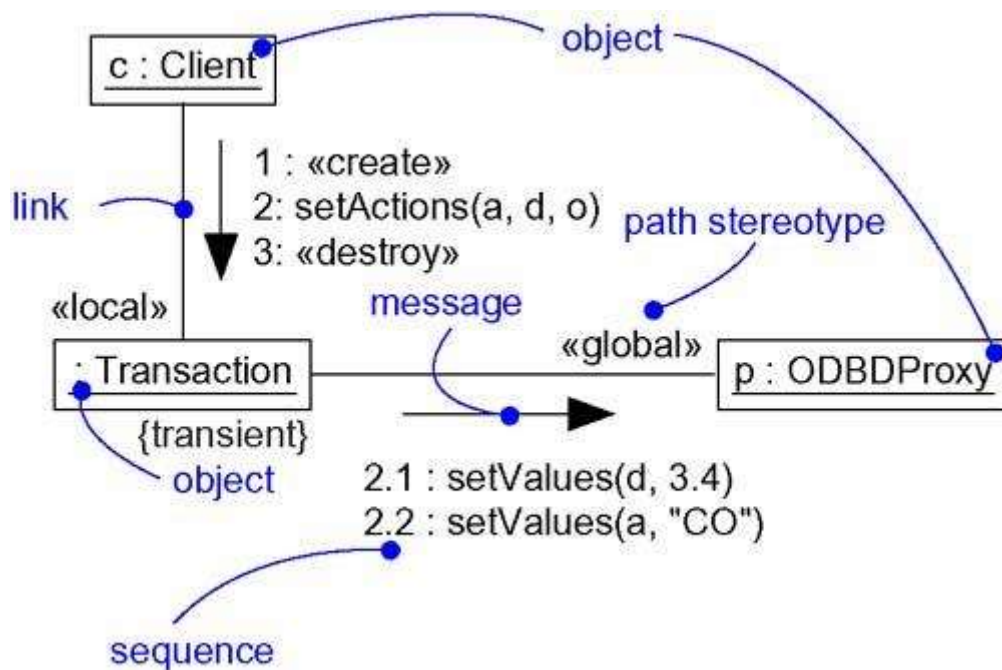 object
c : Client
1 : «create»
link
2: setActions(a, d, o)
path stereotype
3: «destroy»
message
«local»
«global»
: Transaction
p : ODBDProxy
{transient}
object
2.1 : setValues(d, 3.4)
2.2 : setValues(a, "CO")
sequence